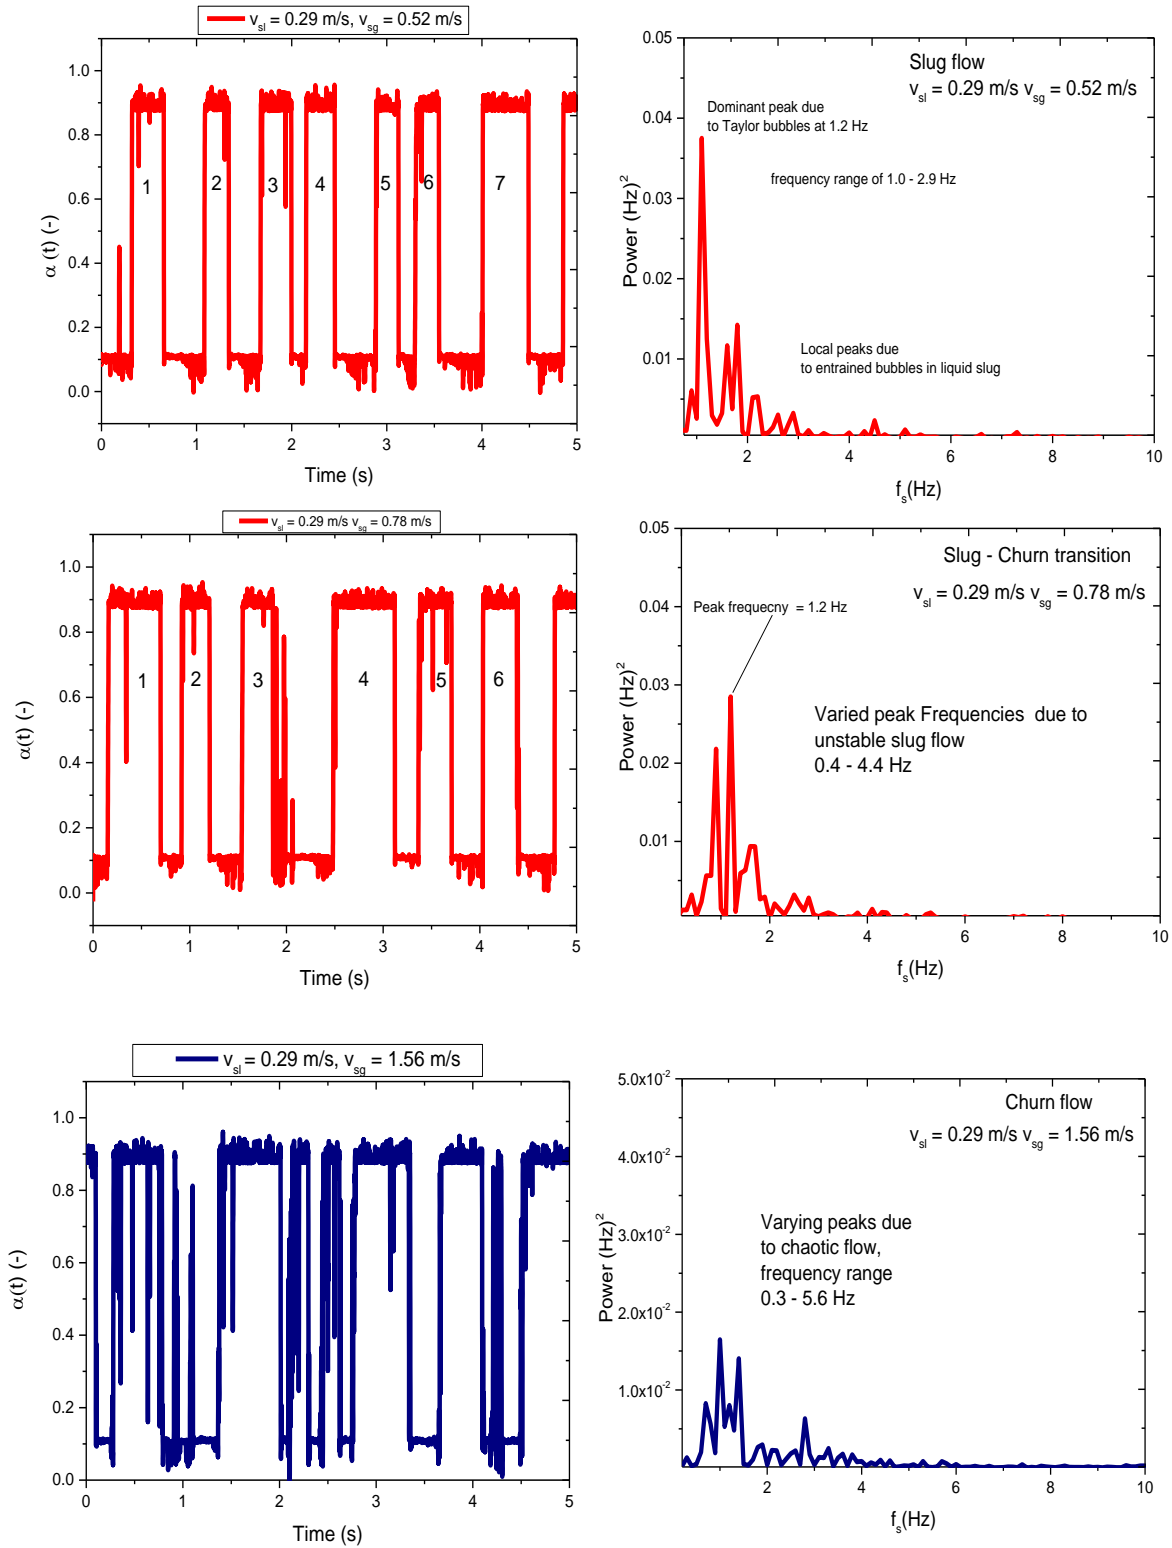 v_sl = 0.29 m/s, v_sg = 0.52 m/s
1.0
0.8
0.6
0.4
0.2
0.0
α (t) (-)
1
2
3
4
5
6
7
0
1
2
3
4
5
Time (s)
0.05
0.04
0.03
0.02
0.01
Power (Hz)²
Slug flow
v_sl = 0.29 m/s v_sg = 0.52 m/s
Dominant peak due
to Taylor bubbles at 1.2 Hz
frequency range of 1.0 - 2.9 Hz
Local peaks due
to entrained bubbles in liquid slug
2
4
6
8
10
f_s(Hz)
v_sl = 0.29 m/s v_sg = 0.78 m/s
1.0
0.8
0.6
0.4
0.2
0.0
α(t) (-)
1
2
3
4
5
6
0
1
2
3
4
5
Time (s)
0.05
0.04
0.03
0.02
0.01
Power (Hz)²
Slug - Churn transition
v_sl = 0.29 m/s v_sg = 0.78 m/s
Peak frequecny = 1.2 Hz
Varied peak Frequencies due to
unstable slug flow
0.4 - 4.4 Hz
2
4
6
8
10
f_s(Hz)
v_sl = 0.29 m/s, v_sg = 1.56 m/s
1.0
0.8
0.6
0.4
0.2
0.0
α(t) (-)
0
1
2
3
4
5
Time (s)
5.0x10⁻²
4.0x10⁻²
3.0x10⁻²
2.0x10⁻²
1.0x10⁻²
Power (Hz)²
Churn flow
v_sl = 0.29 m/s v_sg = 1.56 m/s
Varying peaks due
to chaotic flow,
frequency range
0.3 - 5.6 Hz
2
4
6
8
10
f_s(Hz)